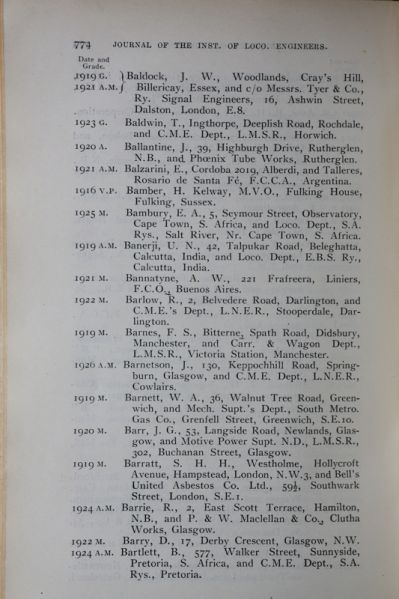 774 JOURNAL OF THE INST. OF LOCO. ENGINEERS.
Date and
Grade.
1919 G. } Baldock, J. W., Woodlands, Cray's Hill,
1921 A.M. } Billericay, Essex, and c/o Messrs. Tyer & Co.,
Ry. Signal Engineers, 16, Ashwin Street,
Dalston, London, E.8.
1923 G. Baldwin, T., Ingthorpe, Deeplish Road, Rochdale,
and C.M.E. Dept., L.M.S.R., Horwich.
1920 A. Ballantine, J., 39, Highburgh Drive, Rutherglen,
N.B., and Phœnix Tube Works, Rutherglen.
1921 A.M. Balzarini, E., Cordoba 2019, Alberdi, and Talleres,
Rosario de Santa Fé, F.C.C.A., Argentina.
1916 V.P. Bamber, H. Kelway, M.V.O., Fulking House,
Fulking, Sussex.
1925 M. Bambury, E. A., 5, Seymour Street, Observatory,
Cape Town, S. Africa, and Loco. Dept., S.A.
Rys., Salt River, Nr. Cape Town, S. Africa.
1919 A.M. Banerji, U. N., 42, Talpukar Road, Beleghatta,
Calcutta, India, and Loco. Dept., E.B.S. Ry.,
Calcutta, India.
1921 M. Bannatyne, A. W., 221 Frafreera, Liniers,
F.C.O., Buenos Aires.
1922 M. Barlow, R., 2, Belvedere Road, Darlington, and
C.M.E.'s Dept., L.N.E.R., Stooperdale, Dar-
lington.
1919 M. Barnes, F. S., Bitterne, Spath Road, Didsbury,
Manchester, and Carr. & Wagon Dept.,
L.M.S.R., Victoria Station, Manchester.
1920 A.M. Barnetson, J., 130, Keppochhill Road, Spring-
burn, Glasgow, and C.M.E. Dept., L.N.E.R.,
Cowlairs.
1919 M. Barnett, W. A., 36, Walnut Tree Road, Green-
wich, and Mech. Supt.'s Dept., South Metro.
Gas Co., Grenfell Street, Greenwich, S.E.10.
1920 M. Barr, J. G., 53, Langside Road, Newlands, Glas-
gow, and Motive Power Supt. N.D., L.M.S.R.,
302, Buchanan Street, Glasgow.
1919 M. Barratt, S. H. H., Westholme, Hollycroft
Avenue, Hampstead, London, N.W.3, and Bell's
United Asbestos Co. Ltd., 59½, Southwark
Street, London, S.E.1.
1924 A.M. Barrie, R., 2, East Scott Terrace, Hamilton,
N.B., and P. & W. Maclellan & Co., Clutha
Works, Glasgow.
1922 M. Barry, D., 17, Derby Crescent, Glasgow, N.W.
1924 A.M. Bartlett, B., 577, Walker Street, Sunnyside,
Pretoria, S. Africa, and C.M.E. Dept., S.A.
Rys., Pretoria.